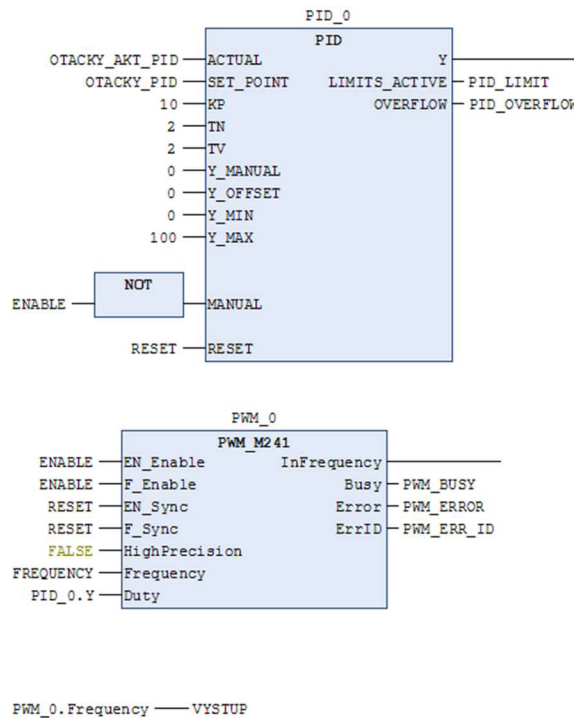 PID_0
PID
OTACKY_AKT_PID ACTUAL Y
OTACKY_PID SET_POINT LIMITS_ACTIVE PID_LIMIT
10 KP OVERFLOW PID_OVERFLOW
2 TN
2 TV
0 Y_MANUAL
0 Y_OFFSET
0 Y_MIN
100 Y_MAX
NOT
ENABLE MANUAL
RESET RESET
PWM_0
PWM_M241
ENABLE EN_Enable InFrequency
ENABLE F_Enable Busy PWM_BUSY
RESET EN_Sync Error PWM_ERROR
RESET F_Sync ErrID PWM_ERR_ID
FALSE HighPrecision
FREQUENCY Frequency
PID_0.Y Duty
PWM_0.Frequency VYSTUP